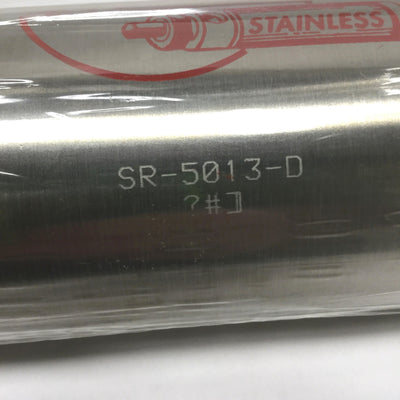 STAINLESS
SR-5013-D
?#]